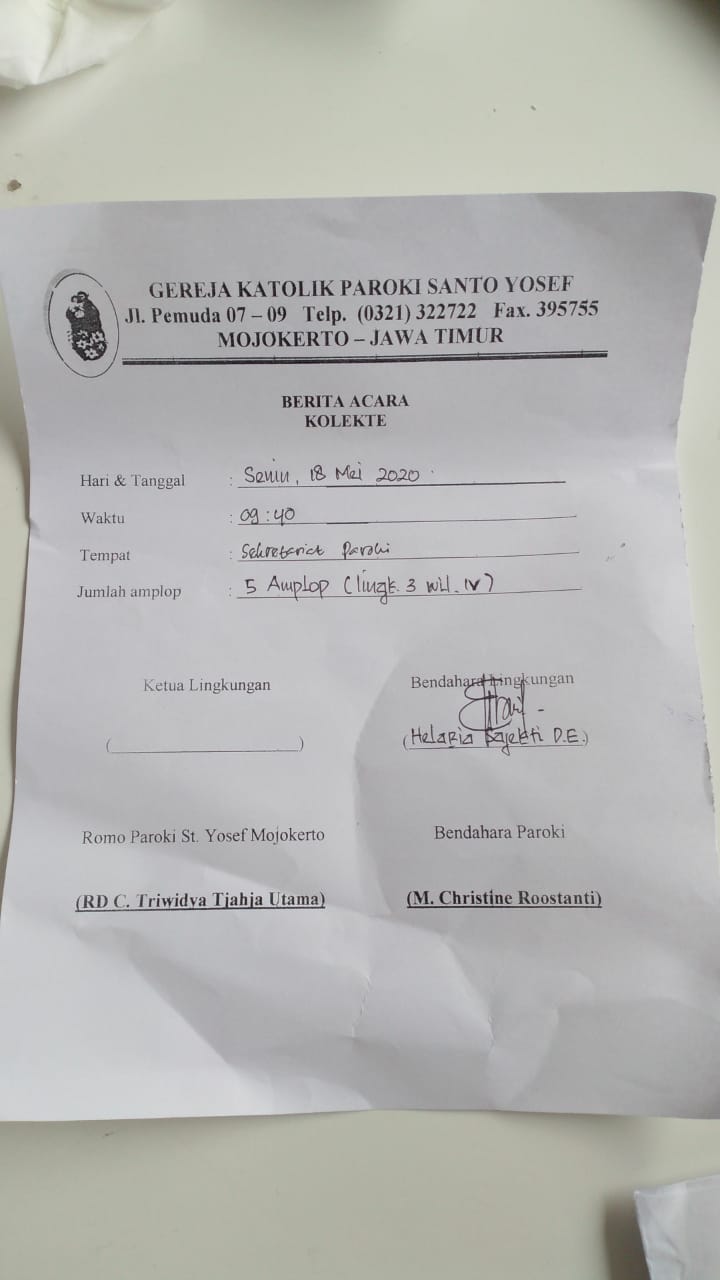 GEREJA KATOLIK PAROKI SANTO YOSEF
Jl. Pemuda 07 – 09 Telp. (0321) 322722 Fax. 395755
MOJOKERTO – JAWA TIMUR
BERITA ACARA
KOLEKTE
Hari & Tanggal : Senin, 18 Mei 2020
Waktu : 09:40
Tempat : Sekretariat Paroki
Jumlah amplop : 5 Amplop (lingk. 3 wil. IV)
Ketua Lingkungan Bendahara Lingkungan
(                    ) (Helaria D.E.)
Romo Paroki St. Yosef Mojokerto Bendahara Paroki
(RD C. Triwidya Tjahja Utama) (M. Christine Roostanti)